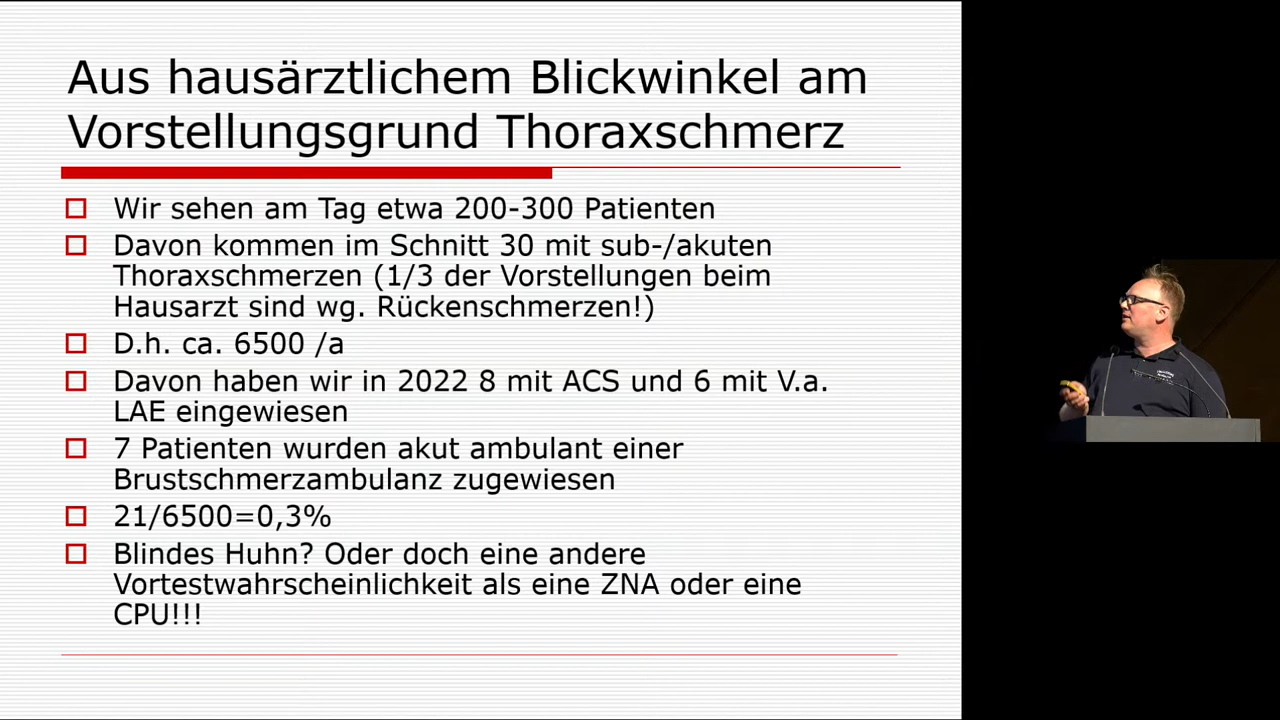 Aus hausärztlichem Blickwinkel am
Vorstellungsgrund Thoraxschmerz
Wir sehen am Tag etwa 200-300 Patienten
Davon kommen im Schnitt 30 mit sub-/akuten
Thoraxschmerzen (1/3 der Vorstellungen beim
Hausarzt sind wg. Rückenschmerzen!)
D.h. ca. 6500 /a
Davon haben wir in 2022 8 mit ACS und 6 mit V.a.
LAE eingewiesen
7 Patienten wurden akut ambulant einer
Brustschmerzambulanz zugewiesen
21/6500=0,3%
Blindes Huhn? Oder doch eine andere
Vortestwahrscheinlichkeit als eine ZNA oder eine
CPU!!!